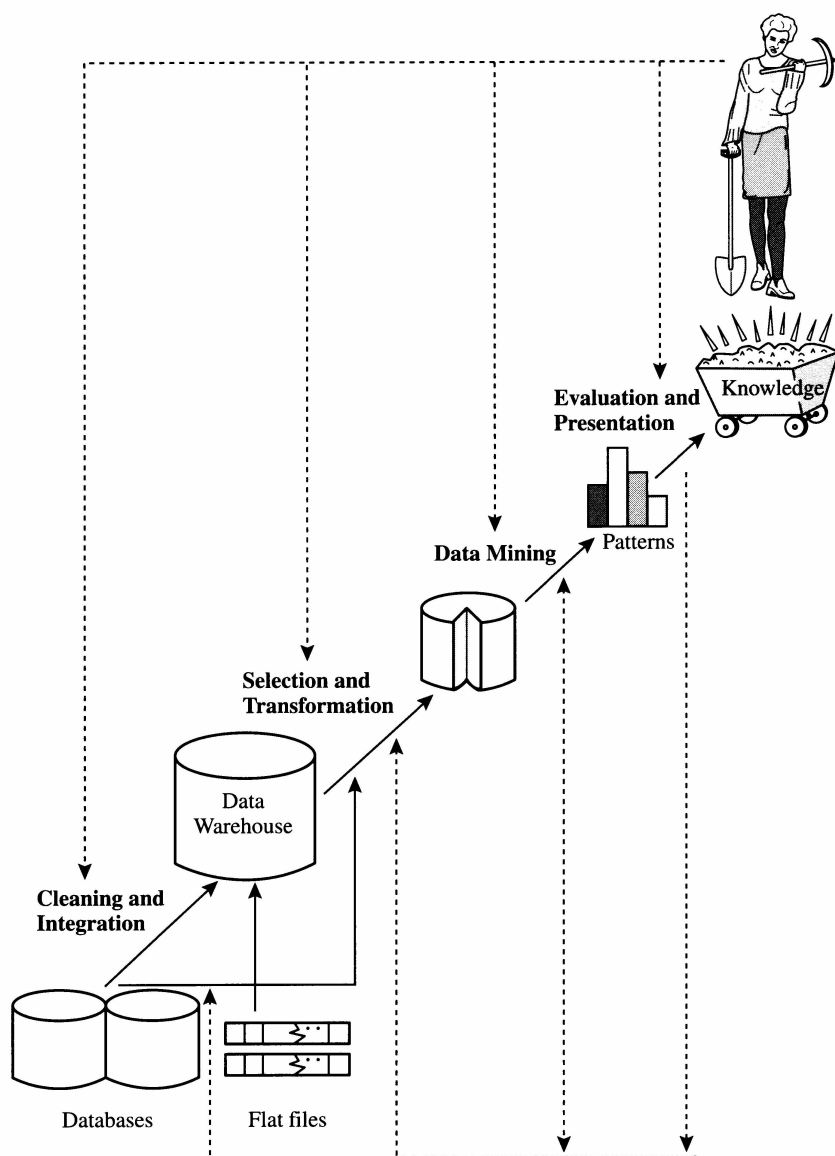 Knowledge
Evaluation and
Presentation
Patterns
Data Mining
Selection and
Transformation
Data
Warehouse
Cleaning and
Integration
Databases
Flat files